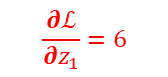 ∂ℒ/∂z₁ = 6